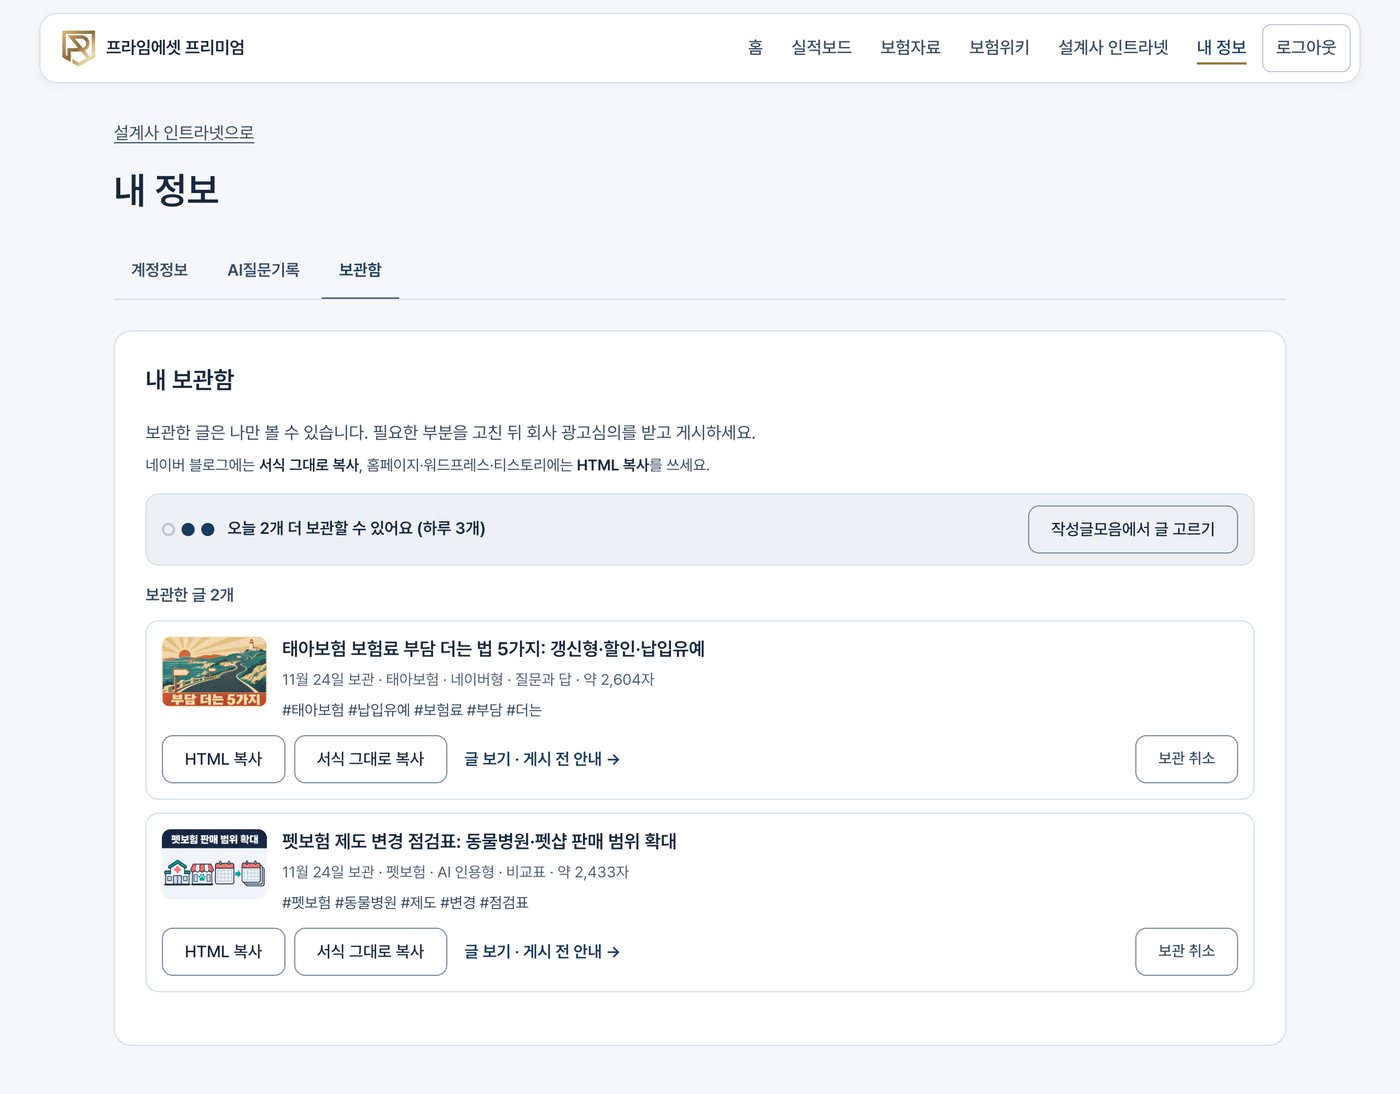 프라임에셋 프리미엄
홈 실적보드 보험자료 보험위키 설계사 인트라넷 내 정보 로그아웃
설계사 인트라넷으로
내 정보
계정정보 AI질문기록 보관함
내 보관함
보관한 글은 나만 볼 수 있습니다. 필요한 부분을 고친 뒤 회사 광고심의를 받고 게시하세요.
네이버 블로그에는 서식 그대로 복사, 홈페이지·워드프레스·티스토리에는 HTML 복사를 쓰세요.
오늘 2개 더 보관할 수 있어요 (하루 3개) 작성글모음에서 글 고르기
보관한 글 2개
부담 더는 5가지
태아보험 보험료 부담 더는 법 5가지: 갱신형·할인·납입유예
11월 24일 보관 · 태아보험 · 네이버형 · 질문과 답 · 약 2,604자
#태아보험 #납입유예 #보험료 #부담 #더는
HTML 복사 서식 그대로 복사 글 보기 · 게시 전 안내 → 보관 취소
펫보험 판매 범위 확대
펫보험 제도 변경 점검표: 동물병원·펫샵 판매 범위 확대
11월 24일 보관 · 펫보험 · AI 인용형 · 비교표 · 약 2,433자
#펫보험 #동물병원 #제도 #변경 #점검표
HTML 복사 서식 그대로 복사 글 보기 · 게시 전 안내 → 보관 취소